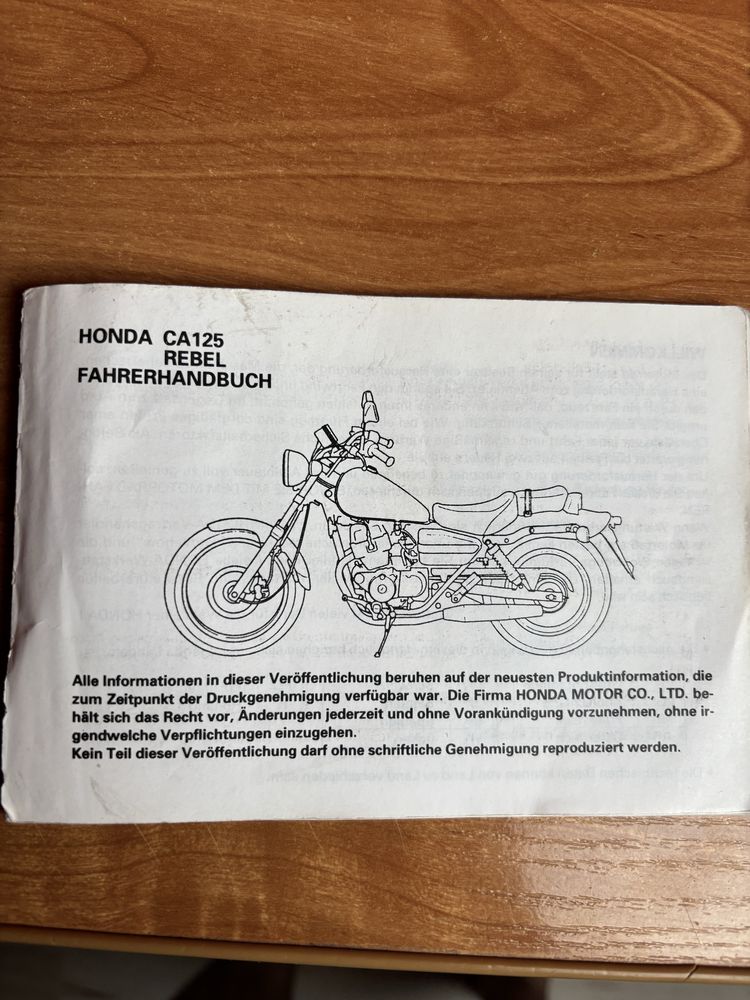 HONDA CA125
REBEL
FAHRERHANDBUCH
Alle Informationen in dieser Veröffentlichung beruhen auf der neuesten Produktinformation, die
zum Zeitpunkt der Druckgenehmigung verfügbar war. Die Firma HONDA MOTOR CO., LTD. be-
hält sich das Recht vor, Änderungen jederzeit und ohne Vorankündigung vorzunehmen, ohne ir-
gendwelche Verpflichtungen einzugehen.
Kein Teil dieser Veröffentlichung darf ohne schriftliche Genehmigung reproduziert werden.